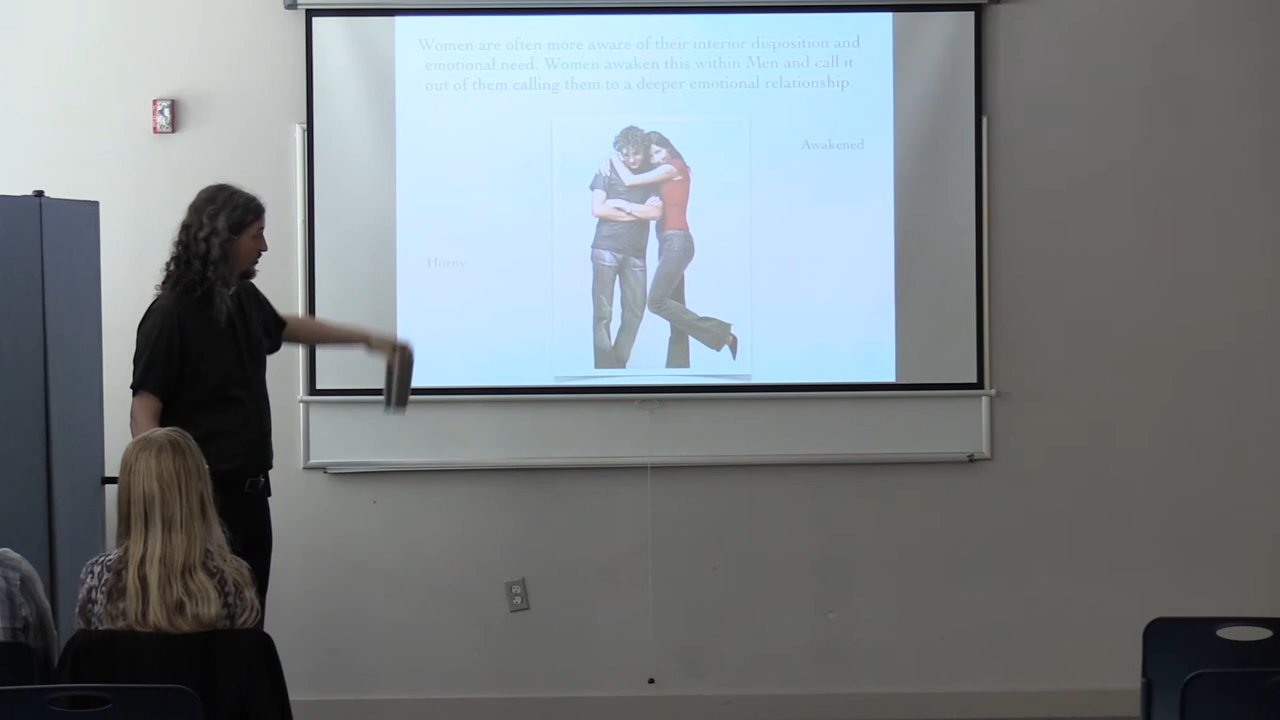 Women are often more aware of their interior disposition and
emotional need. Women awaken this within Men and call it
out of them calling them to a deeper emotional relationship.
Awakened
Horny